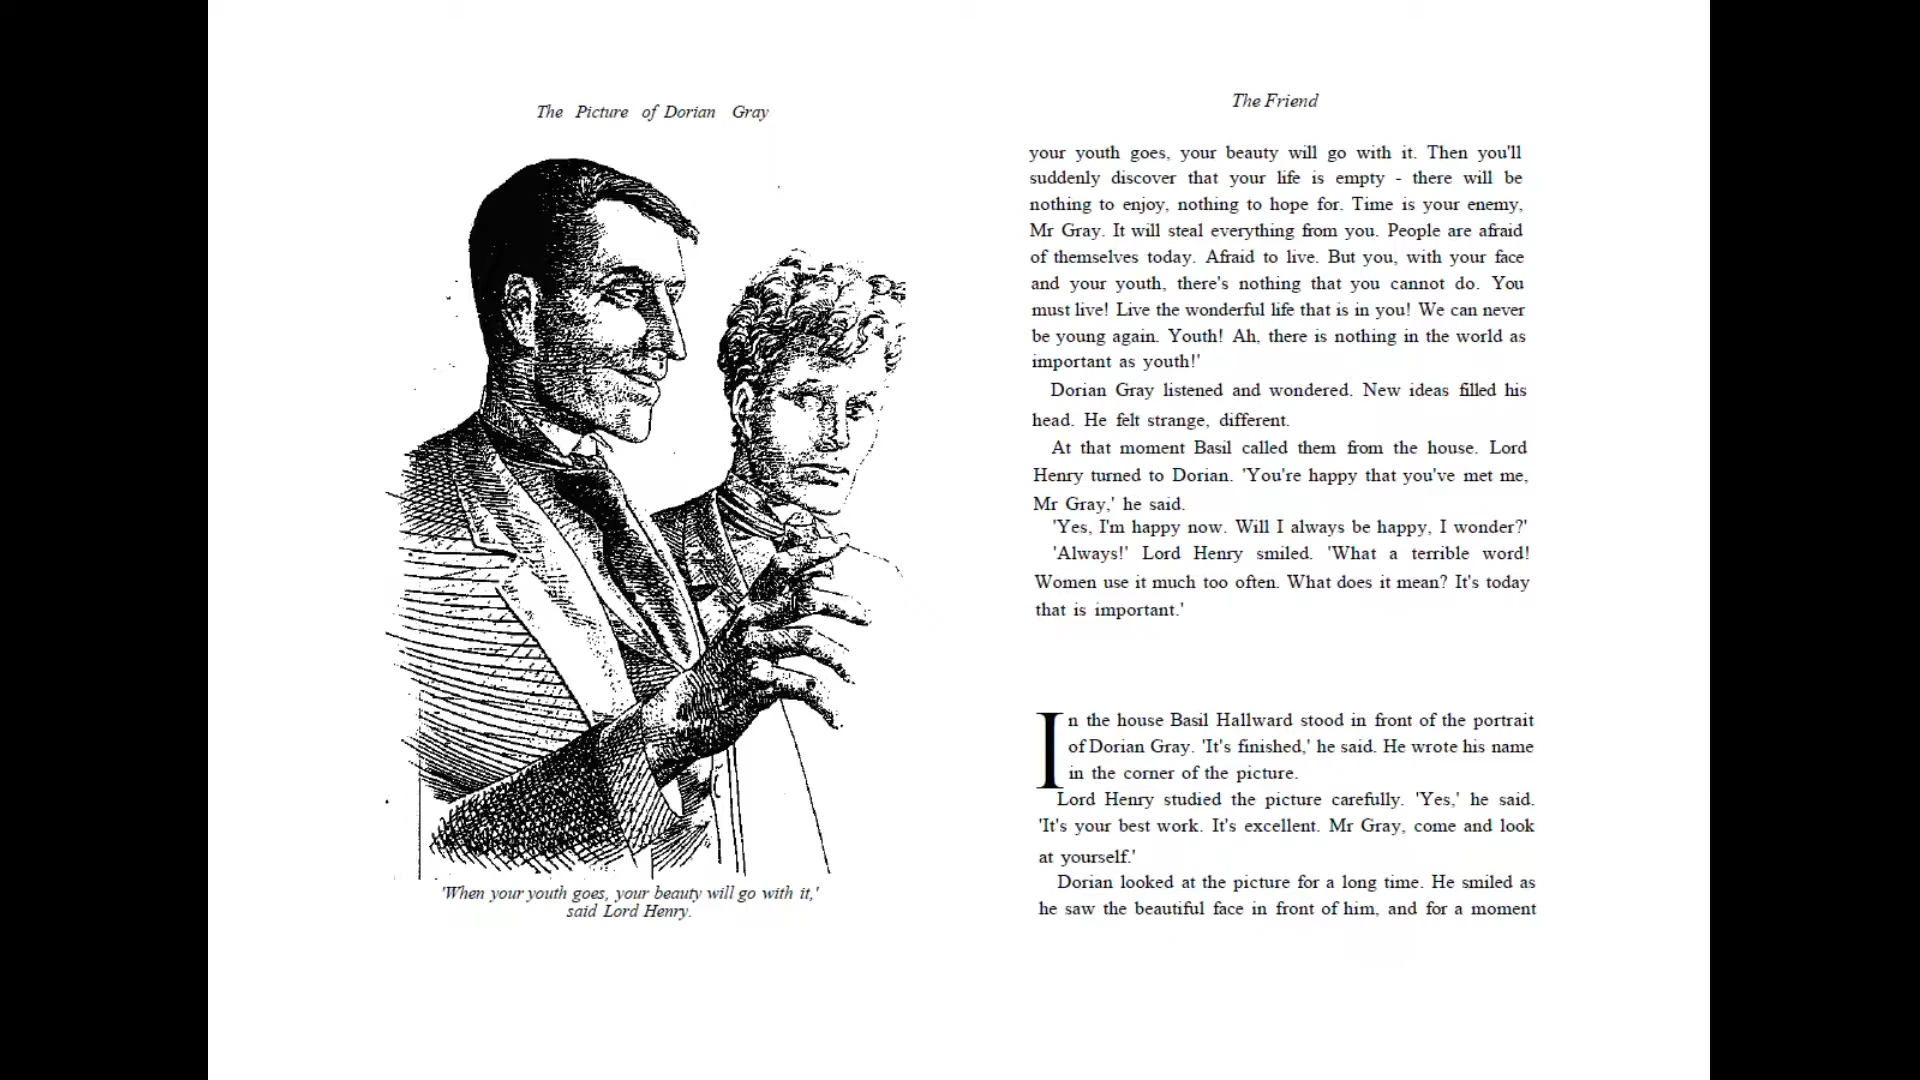 The Picture of Dorian Gray
'When your youth goes, your beauty will go with it,'
said Lord Henry.
The Friend
your youth goes, your beauty will go with it. Then you'll
suddenly discover that your life is empty - there will be
nothing to enjoy, nothing to hope for. Time is your enemy,
Mr Gray. It will steal everything from you. People are afraid
of themselves today. Afraid to live. But you, with your face
and your youth, there's nothing that you cannot do. You
must live! Live the wonderful life that is in you! We can never
be young again. Youth! Ah, there is nothing in the world as
important as youth!'
Dorian Gray listened and wondered. New ideas filled his
head. He felt strange, different.
At that moment Basil called them from the house. Lord
Henry turned to Dorian. 'You're happy that you've met me,
Mr Gray,' he said.
'Yes, I'm happy now. Will I always be happy, I wonder?'
'Always!' Lord Henry smiled. 'What a terrible word!
Women use it much too often. What does it mean? It's today
that is important.'
In the house Basil Hallward stood in front of the portrait
of Dorian Gray. 'It's finished,' he said. He wrote his name
in the corner of the picture.
Lord Henry studied the picture carefully. 'Yes,' he said.
'It's your best work. It's excellent. Mr Gray, come and look
at yourself.'
Dorian looked at the picture for a long time. He smiled as
he saw the beautiful face in front of him, and for a moment